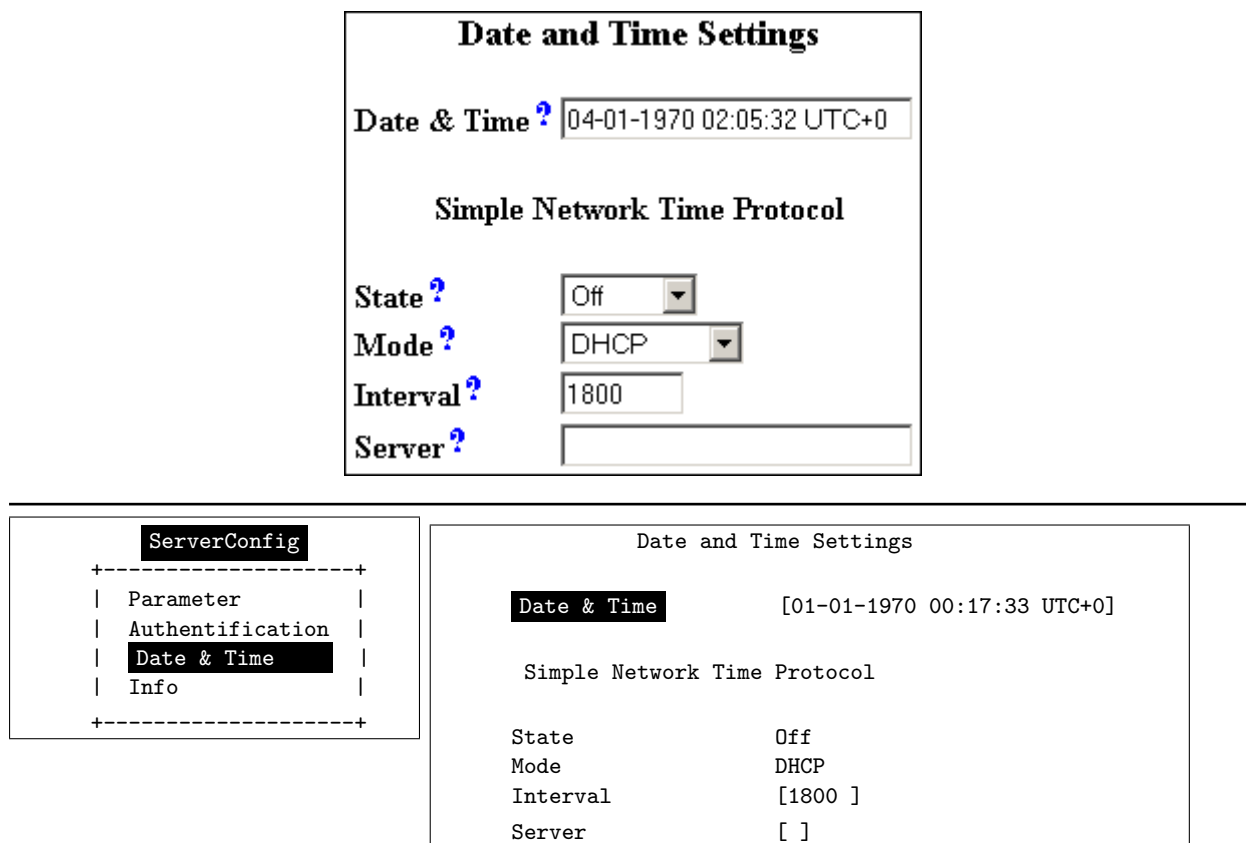 Date and Time Settings
Date & Time ? 04-01-1970 02:05:32 UTC+0
Simple Network Time Protocol
State ? Off
Mode ? DHCP
Interval ? 1800
Server ?
ServerConfig
+--------------------+
| Parameter |
| Authentification |
| Date & Time |
| Info |
+--------------------+
Date and Time Settings
Date & Time [01-01-1970 00:17:33 UTC+0]
Simple Network Time Protocol
State Off
Mode DHCP
Interval [1800 ]
Server [ ]